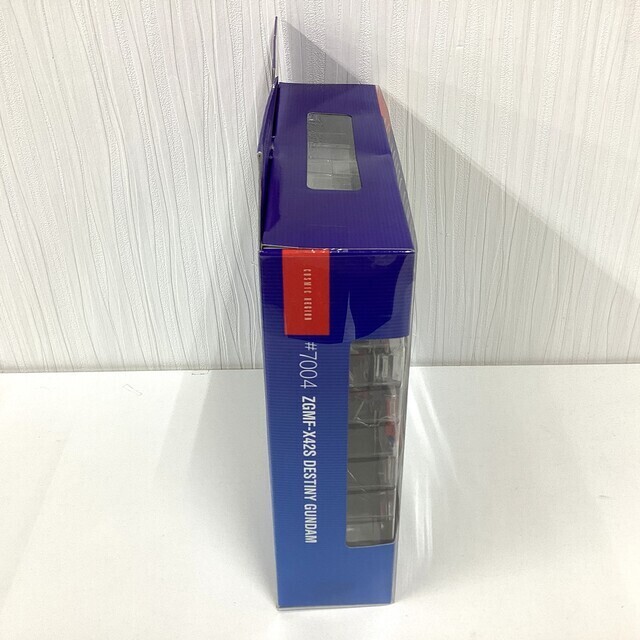 COSMIC REGION
#7004 ZGMF-X42S DESTINY GUNDAM